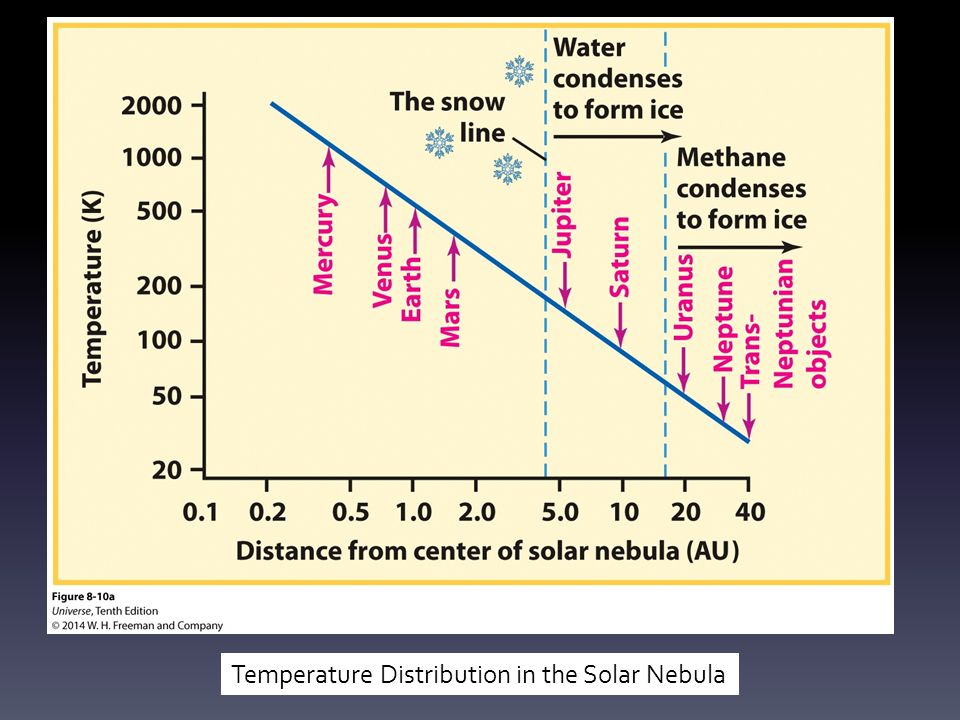 Water
condenses
to form ice
The snow
line
Methane
condenses
to form ice
2000
1000
500
200
100
50
20
Temperature (K)
Mercury
Venus
Earth
Mars
Jupiter
Saturn
Uranus
Neptune
Trans-
Neptunian
objects
0.1 0.2 0.5 1.0 2.0 5.0 10 20 40
Distance from center of solar nebula (AU)
Figure 8-10a
Universe, Tenth Edition
© 2014 W. H. Freeman and Company
Temperature Distribution in the Solar Nebula